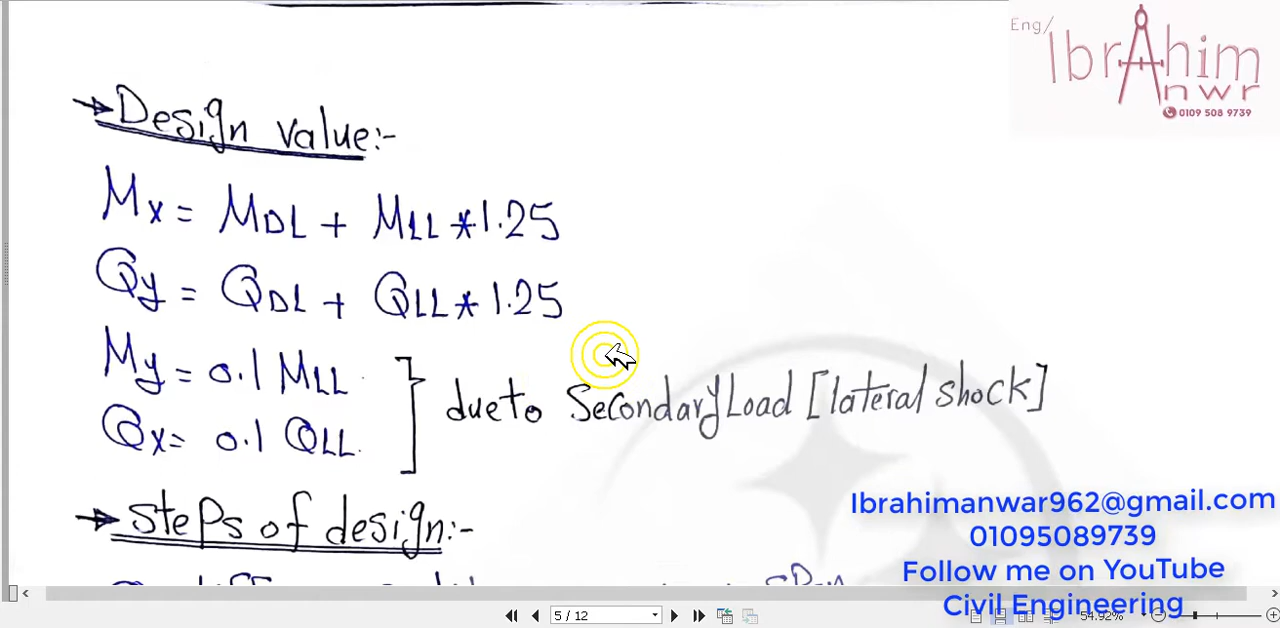 Eng/
IbrAhim
Anwr
0109 508 9739
→ Design value:-
Mx = MDL + MLL * 1.25
Qy = QDL + QLL * 1.25
My = 0.1 MLL
Qx = 0.1 QLL
due to Secondary Load [lateral shock]
→ steps of design:-
Ibrahimanwar962@gmail.com
01095089739
Follow me on YouTube
Civil Engineering
5 / 12
54.92%